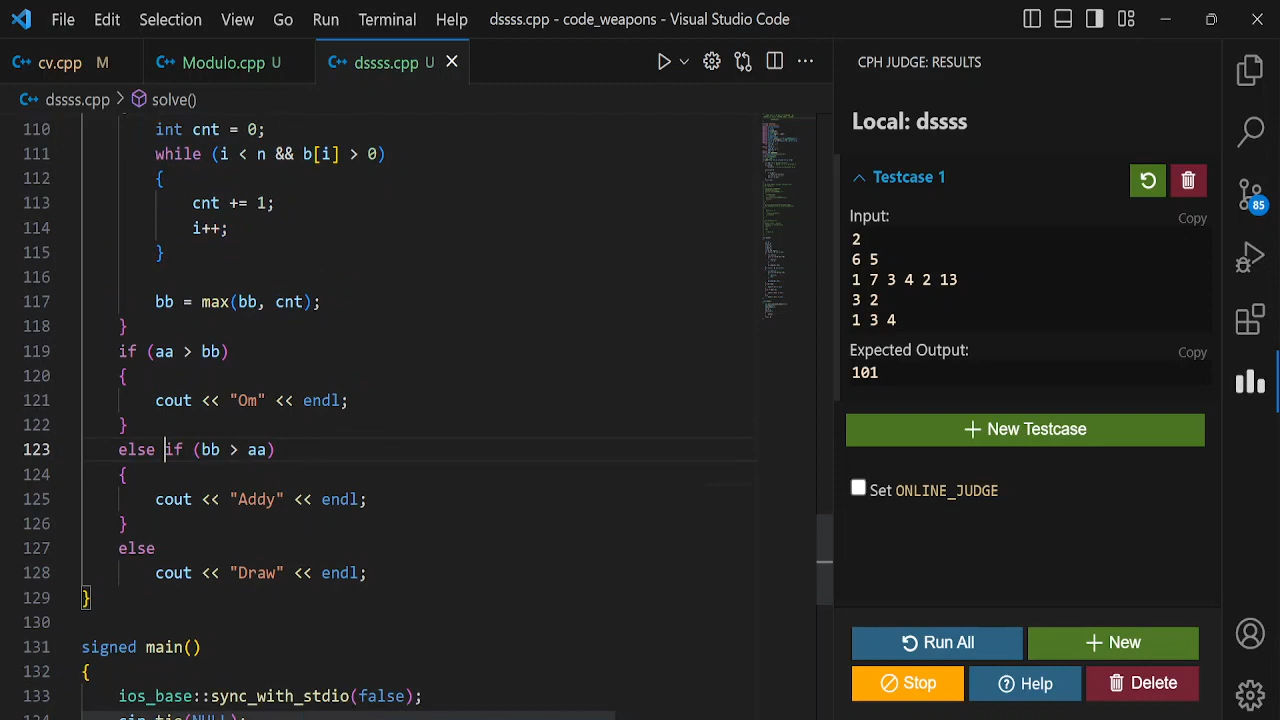 File Edit Selection View Go Run Terminal Help dssss.cpp - code_weapons - Visual Studio Code
cv.cpp M Modulo.cpp U dssss.cpp U
dssss.cpp > solve()
110 int cnt = 0;
111 while (i < n && b[i] > 0)
112 {
113 cnt += 1;
114 i++;
115 }
116
117 bb = max(bb, cnt);
118 }
119 if (aa > bb)
120 {
121 cout << "Om" << endl;
122 }
123 else if (bb > aa)
124 {
125 cout << "Addy" << endl;
126 }
127 else
128 cout << "Draw" << endl;
129 }
130
131 signed main()
132 {
133 ios_base::sync_with_stdio(false);
CPH JUDGE: RESULTS
Local: dssss
Testcase 1
Input:
Copy
2
6 5
1 7 3 4 2 13
3 2
1 3 4
Expected Output:
Copy
101
New Testcase
Set ONLINE_JUDGE
Run All
New
Stop
Help
Delete
85